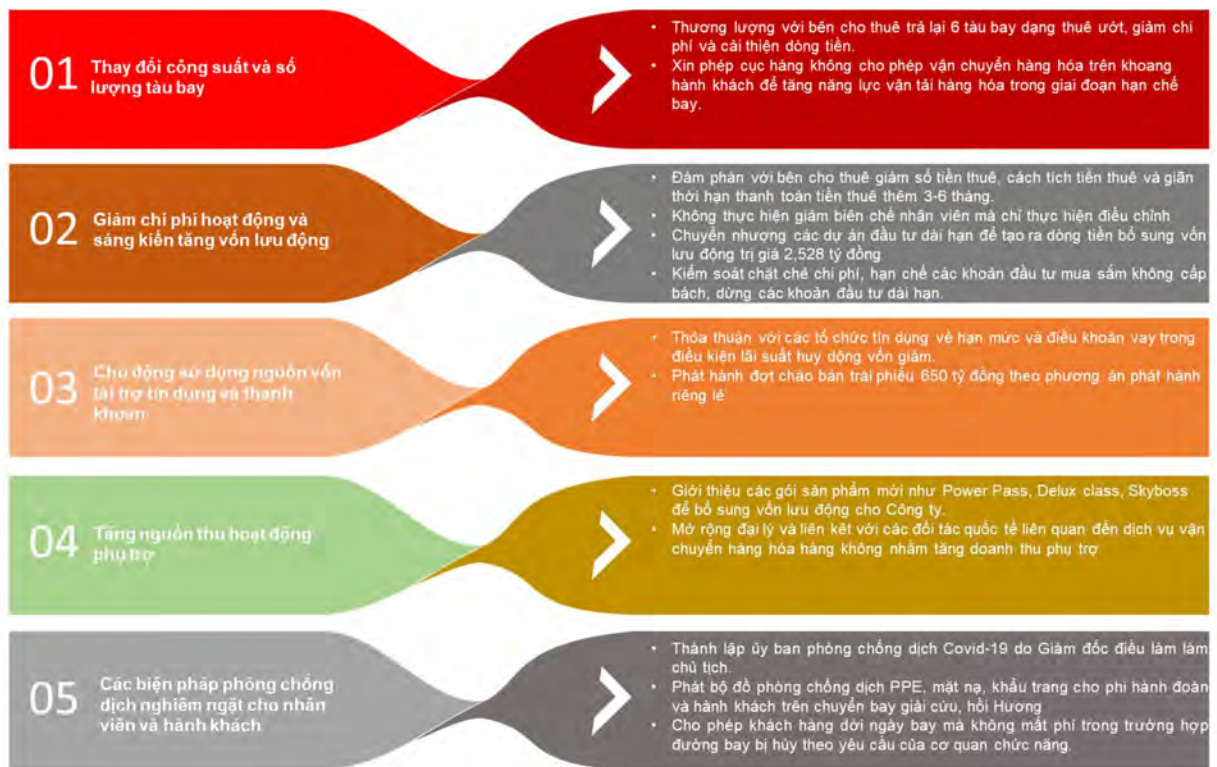 01
Thay đổi công suất và số
lượng tàu bay
• Thương lượng với bên cho thuê trả lại 6 tàu bay dạng thuê ướt, giảm chi
phí và cải thiện dòng tiền.
• Xin phép cục hàng không cho phép vận chuyển hàng hóa trên khoang
hành khách để tăng năng lực vận tải hàng hóa trong giai đoạn hạn chế
bay.
02
Giảm chi phí hoạt động và
sáng kiến tăng vốn lưu động
• Đàm phán với bên cho thuê giảm số tiền thuê, cách tích tiền thuê và giãn
thời hạn thanh toán tiền thuê thêm 3-6 tháng.
• Không thực hiện giảm biên chế nhân viên mà chỉ thực hiện điều chỉnh
• Chuyển nhượng các dự án đầu tư dài hạn để tạo ra dòng tiền bổ sung vốn
lưu động trị giá 2,528 tỷ đồng
• Kiểm soát chặt chẽ chi phí, hạn chế các khoản đầu tư mua sắm không cấp
bách, dừng các khoản đầu tư dài hạn.
03
Chủ động sử dụng nguồn vốn
tài trợ tín dụng và thanh
khoản
• Thỏa thuận với các tổ chức tín dụng về hạn mức và điều khoản vay trong
điều kiện lãi suất huy động vốn giảm.
• Phát hành đợt chào bán trái phiếu 650 tỷ đồng theo phương án phát hành
riêng lẻ
04
Tăng nguồn thu hoạt động
phụ trợ
• Giới thiệu các gói sản phẩm mới như Power Pass, Delux class, Skyboss
để bổ sung vốn lưu động cho Công ty.
• Mở rộng đại lý và liên kết với các đối tác quốc tế liên quan đến dịch vụ vận
chuyển hàng hóa hàng không nhằm tăng doanh thu phụ trợ
05
Các biện pháp phòng chống
dịch nghiêm ngặt cho nhân
viên và hành khách
• Thành lập ủy ban phòng chống dịch Covid-19 do Giám đốc điều làm làm
chủ tịch.
• Phát bộ đồ phòng chống dịch PPE, mặt nạ, khẩu trang cho phi hành đoàn
và hành khách trên chuyến bay giải cứu, hồi Hương
• Cho phép khách hàng dời ngày bay mà không mất phí trong trường hợp
đường bay bị hủy theo yêu cầu của cơ quan chức năng.